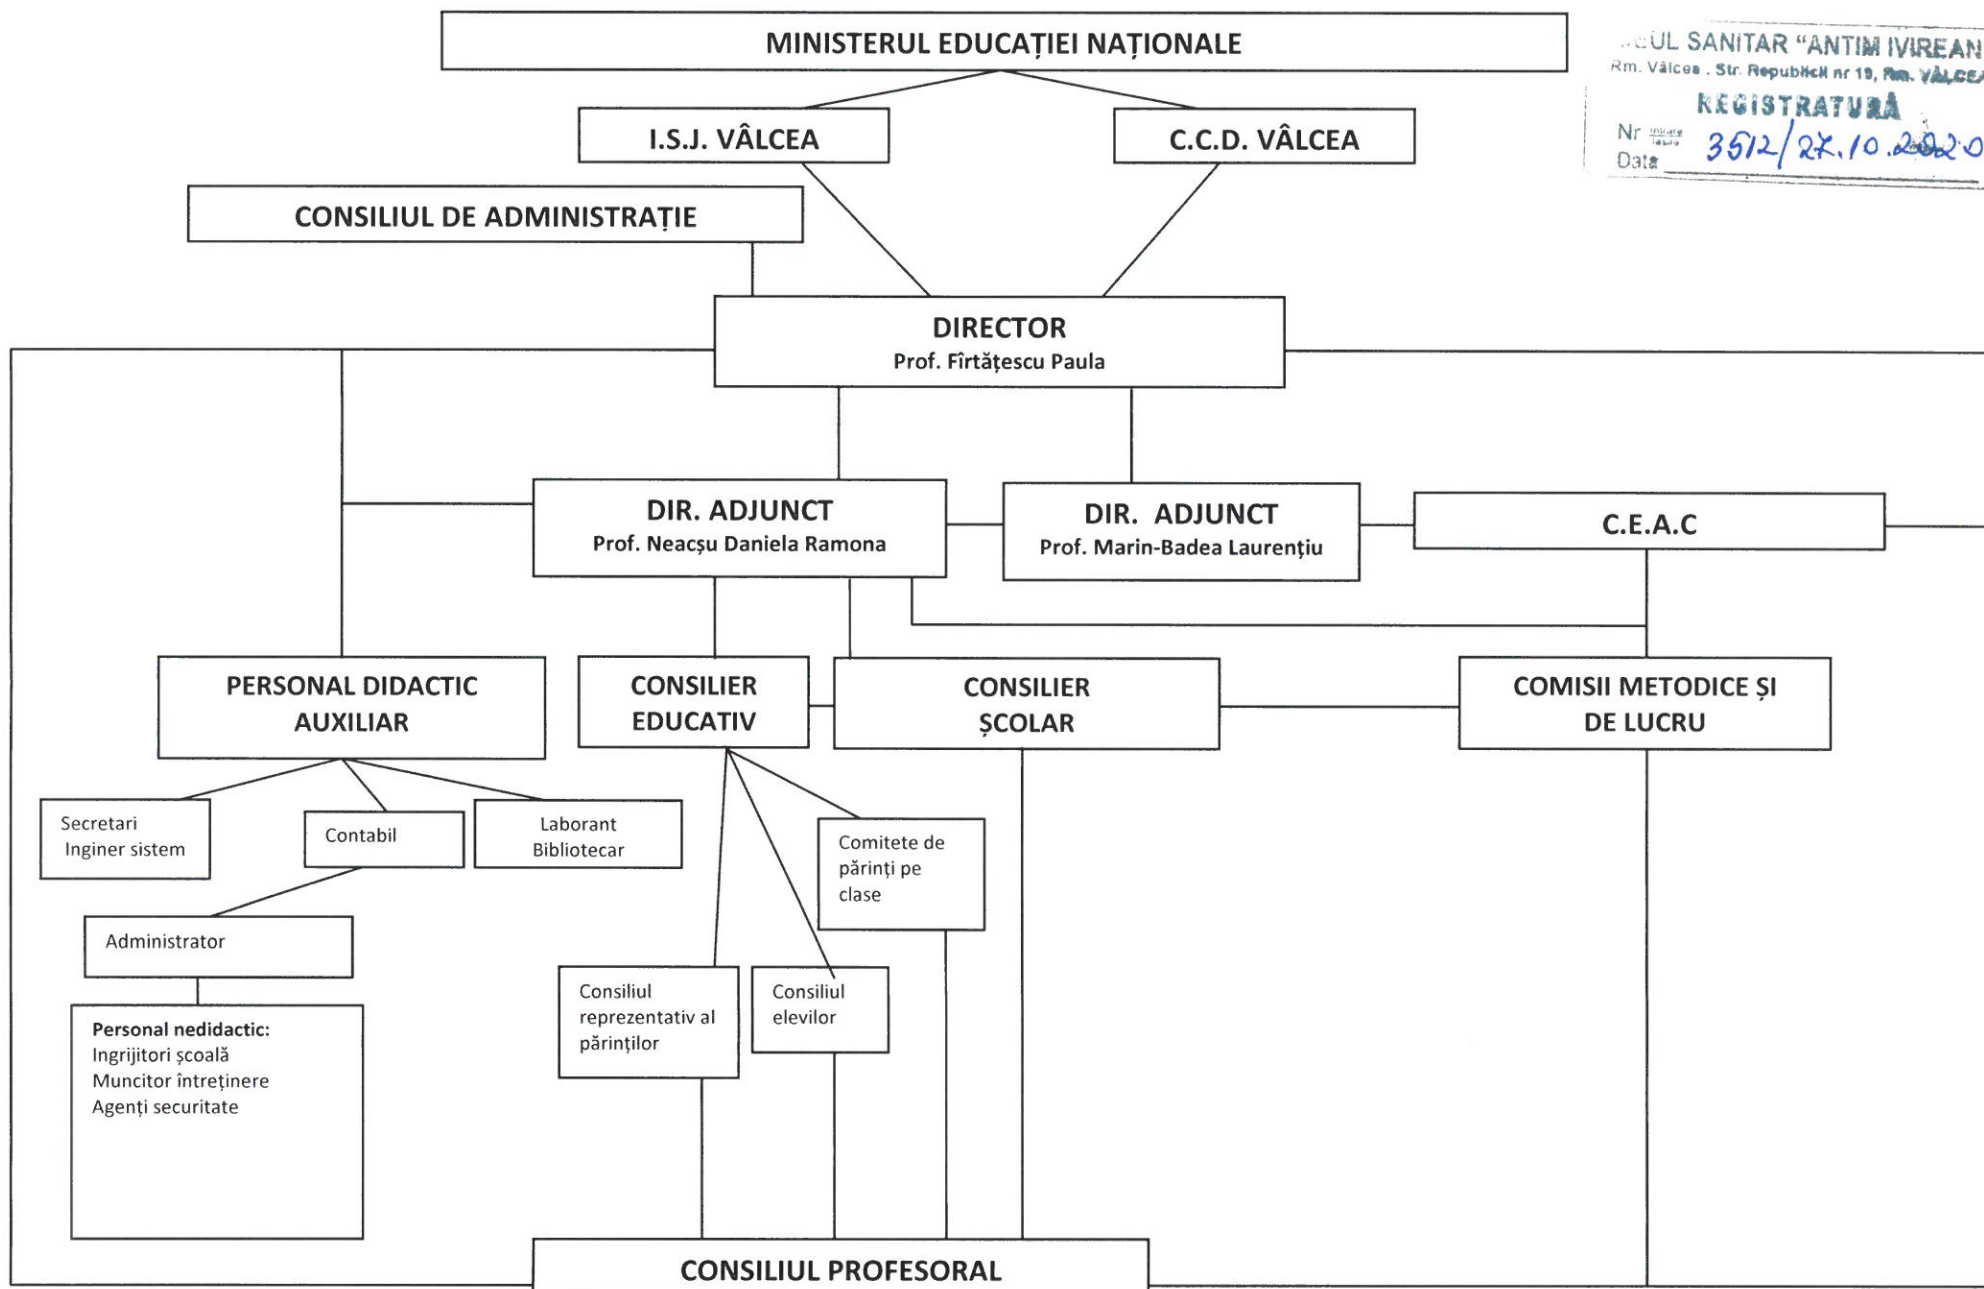 MINISTERUL EDUCAȚIEI NAȚIONALE
SANITAR "ANTIM IVIREAN
Rm. Vâlcea . Str. Republicii nr 19, Rm. VÂLCEA
REGISTRATURĂ
Nr 3512/27.10.2020
Data
I.S.J. VÂLCEA
C.C.D. VÂLCEA
CONSILIUL DE ADMINISTRAȚIE
DIRECTOR
Prof. Fîrtățescu Paula
DIR. ADJUNCT
Prof. Neacșu Daniela Ramona
DIR. ADJUNCT
Prof. Marin-Badea Laurențiu
C.E.A.C
PERSONAL DIDACTIC
AUXILIAR
CONSILIER
EDUCATIV
CONSILIER
ȘCOLAR
COMISII METODICE ȘI
DE LUCRU
Secretari
Inginer sistem
Contabil
Laborant
Bibliotecar
Comitete de
părinți pe
clase
Administrator
Consiliul
reprezentativ al
părinților
Consiliul
elevilor
Personal nedidactic:
Ingrijitori școală
Muncitor întreținere
Agenți securitate
CONSILIUL PROFESORAL